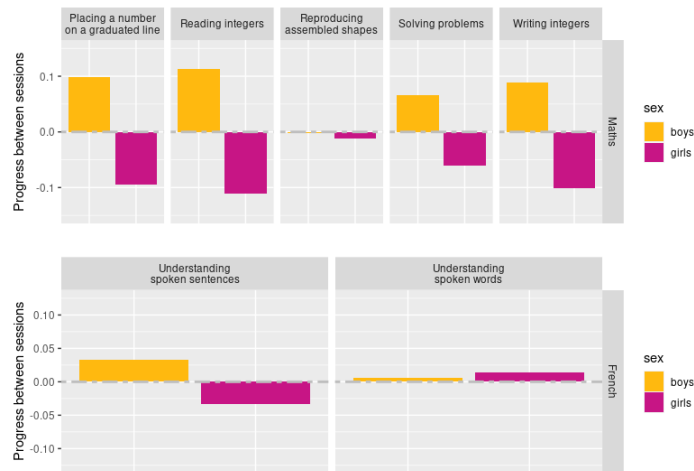 Placing a number
on a graduated line
Reading integers
Reproducing
assembled shapes
Solving problems
Writing integers
Progress between sessions
0.1
0.0
-0.1
Maths
sex
boys
girls
Understanding
spoken sentences
Understanding
spoken words
Progress between sessions
0.10
0.05
0.00
-0.05
-0.10
French
sex
boys
girls